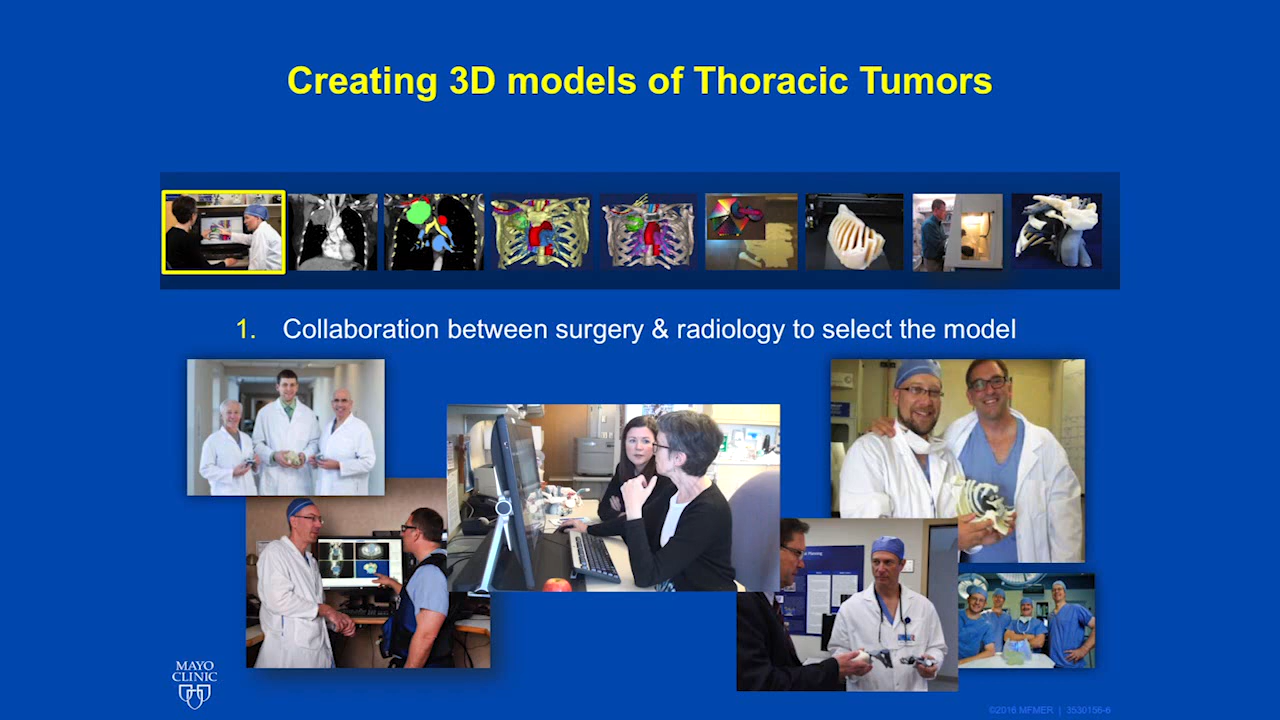 Creating 3D models of Thoracic Tumors
1. Collaboration between surgery & radiology to select the model
MAYO
CLINIC
©2016 MFMER | 3530156-6